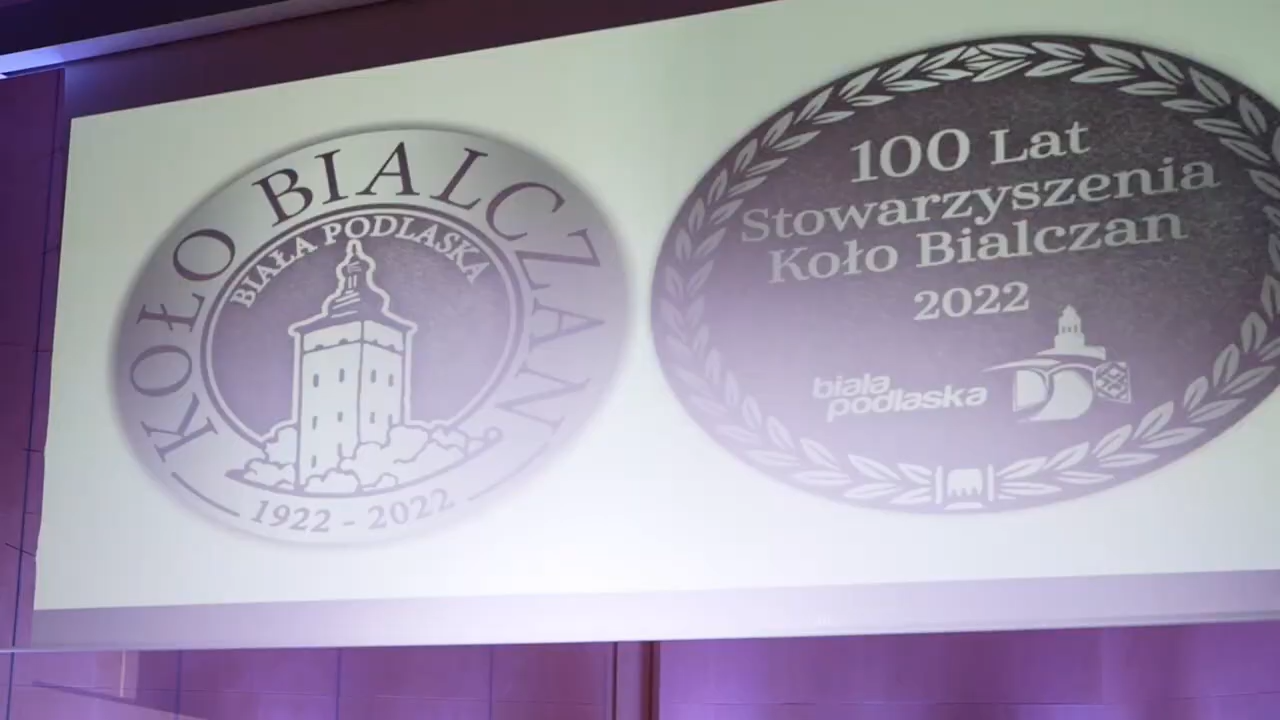 KOŁO BIALCZAN
BIAŁA PODLASKA
1922 - 2022
100 Lat
Stowarzyszenia
Koło Bialczan
2022
biała
podlaska